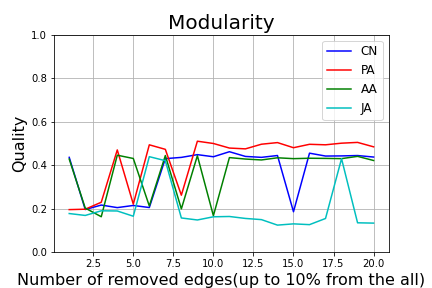 Modularity
1.0
0.8
0.6
0.4
0.2
0.0
Quality
CN
PA
AA
JA
2.5 5.0 7.5 10.0 12.5 15.0 17.5 20.0
Number of removed edges(up to 10% from the all)